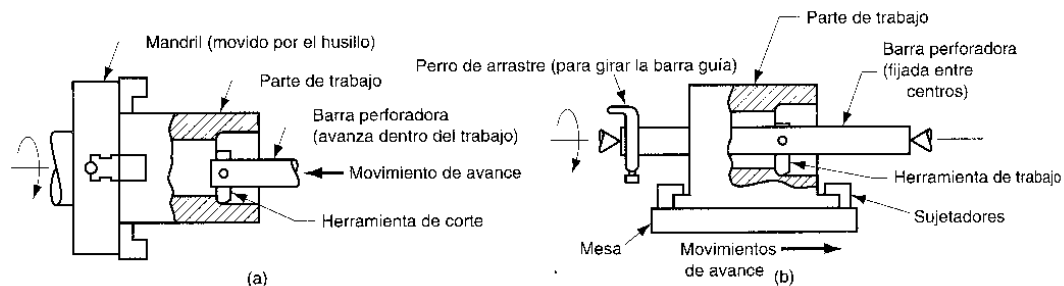 Mandril (movido por el husillo)
Parte de trabajo
Barra perforadora
(avanza dentro del trabajo)
Movimiento de avance
Herramienta de corte
(a)
Parte de trabajo
Perro de arrastre (para girar la barra guía)
Barra perforadora
(fijada entre
centros)
Herramienta de trabajo
Sujetadores
Mesa
Movimientos
de avance
(b)